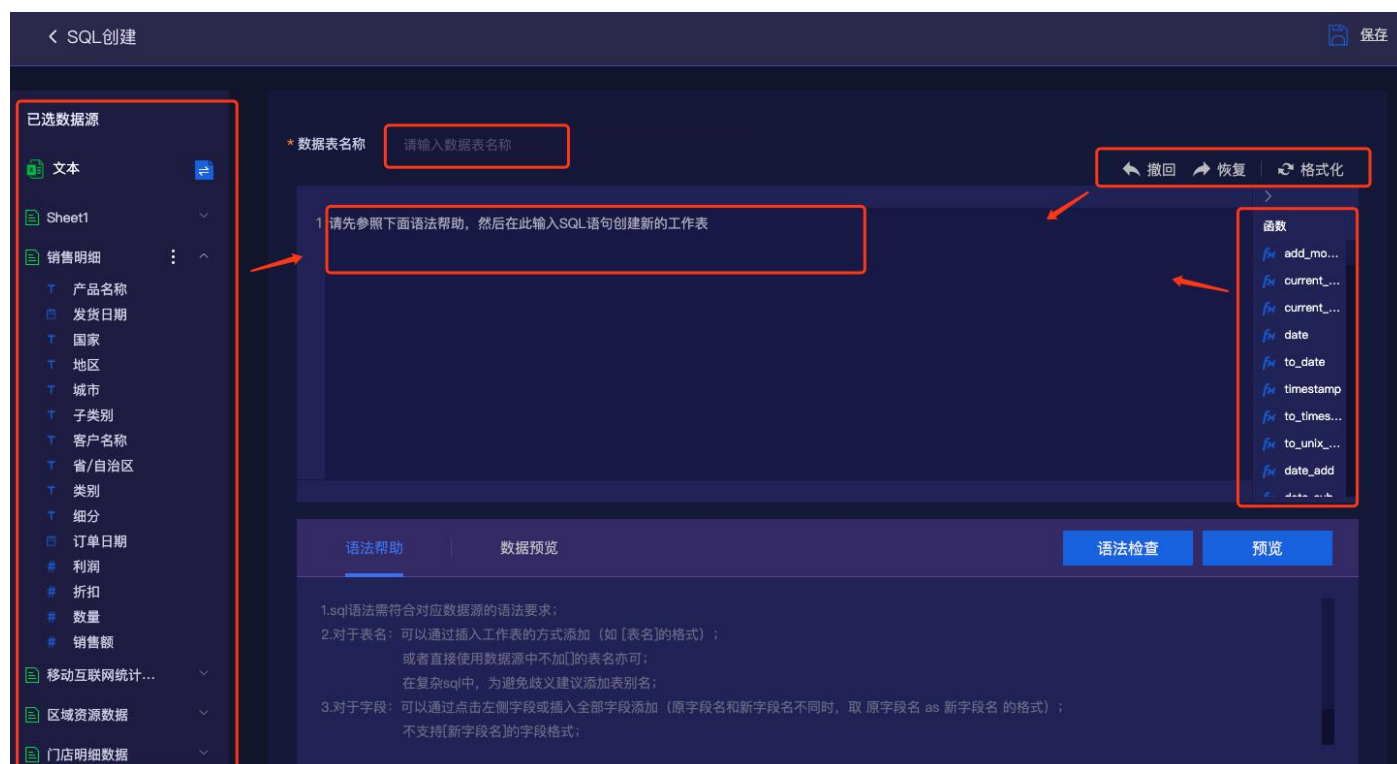 SQL创建
保存
已选数据源
文本
Sheet1
销售明细
产品名称
发货日期
国家
地区
城市
子类别
客户名称
省/自治区
类别
细分
订单日期
利润
折扣
数量
销售额
移动互联网统计...
区域资源数据
门店明细数据
* 数据表名称 请输入数据表名称
撤回 恢复 格式化
1 请先参照下面语法帮助，然后在此输入SQL语句创建新的工作表
函数
add_mo...
current_...
current_...
date
to_date
timestamp
to_times...
to_unix_...
date_add
语法帮助 数据预览 语法检查 预览
1.sql语法需符合对应数据源的语法要求；
2.对于表名：可以通过插入工作表的方式添加（如 [表名]的格式）；
或者直接使用数据源中不加[]的表名亦可；
在复杂sql中，为避免歧义建议添加表别名；
3.对于字段：可以通过点击左侧字段或插入全部字段添加（原字段名和新字段名不同时，取 原字段名 as 新字段名 的格式）；
不支持[新字段名]的字段格式；